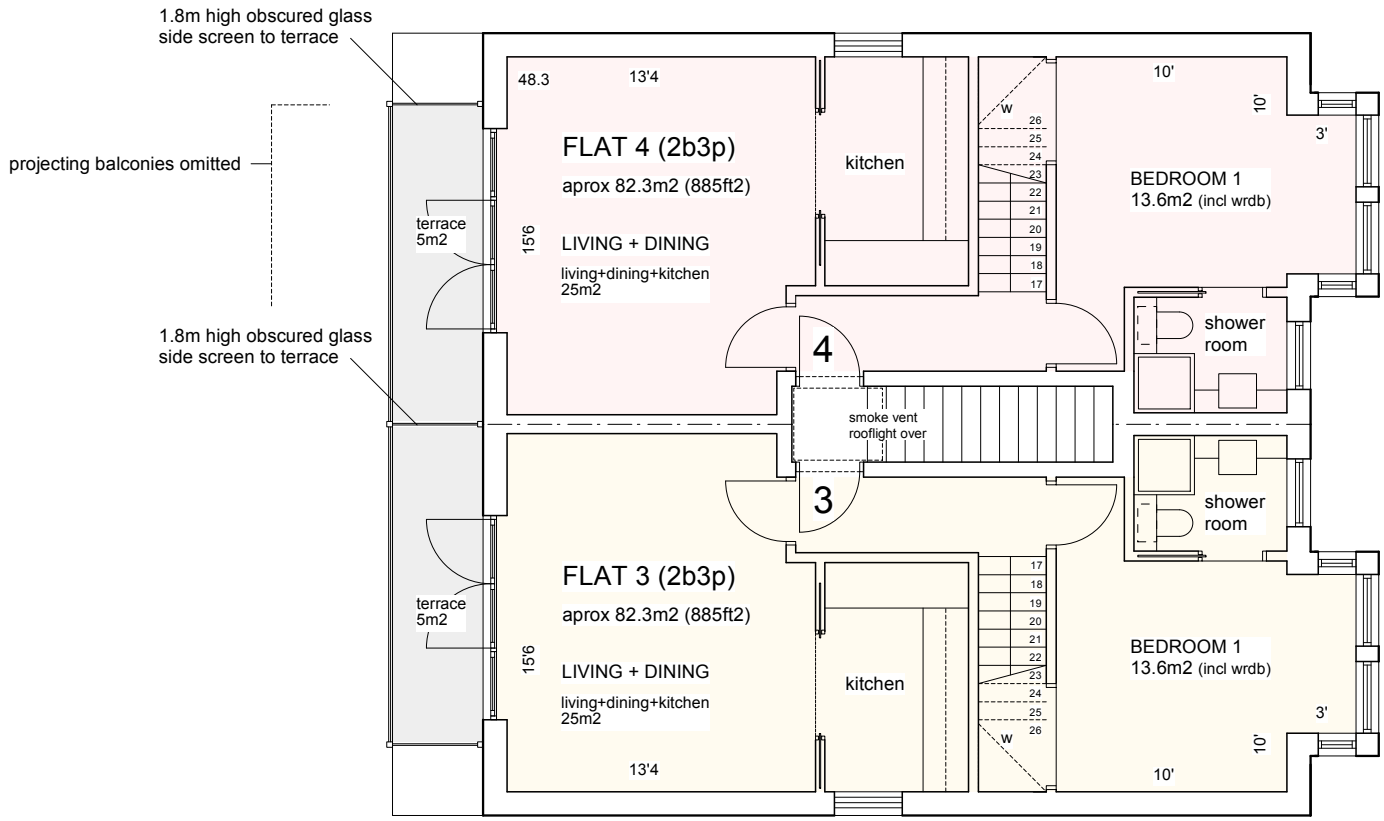 1.8m high obscured glass
side screen to terrace
projecting balconies omitted
1.8m high obscured glass
side screen to terrace
48.3
13'4
FLAT 4 (2b3p)
aprox 82.3m2 (885ft2)
15'6
LIVING + DINING
living+dining+kitchen
25m2
terrace
5m2
kitchen
w
26
25
24
23
22
21
20
19
18
17
10'
10'
3'
BEDROOM 1
13.6m2 (incl wrdb)
shower
room
4
smoke vent
rooflight over
3
shower
room
FLAT 3 (2b3p)
aprox 82.3m2 (885ft2)
terrace
5m2
15'6
LIVING + DINING
living+dining+kitchen
25m2
13'4
kitchen
17
18
19
20
21
22
23
24
25
26
w
BEDROOM 1
13.6m2 (incl wrdb)
3'
10'
10'